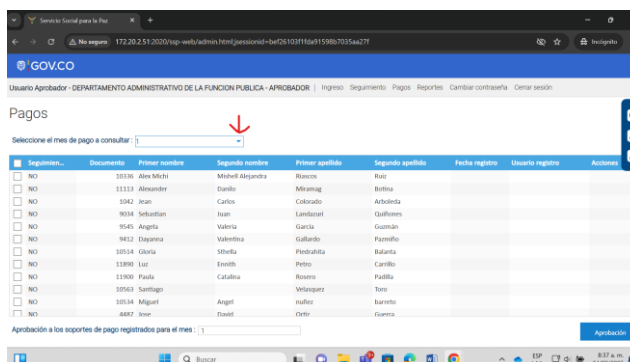 Servicio Social para la Paz
No seguro 172.20.2.51:2020/ssp-web/admin.html;jsessionid=bef26103f1fda91598b7035aa27f
Incógnito
GOV.CO
Usuario Aprobador - DEPARTAMENTO ADMINISTRATIVO DE LA FUNCION PUBLICA - APROBADOR | Ingreso Seguimiento Pagos Reportes Cambiar contraseña Cerrar sesión
Pagos
Seleccione el mes de pago a consultar : 1
Seguimien... Documento Primer nombre Segundo nombre Primer apellido Segundo apellido Fecha registro Usuario registro Acciones
NO 10336 Alex Michi Mishell Alejandra Riascos Ruiz
NO 11113 Alexander Danilo Miramag Botina
NO 1042 Jean Carlos Colorado Arboleda
NO 9034 Sebastian Juan Landazuri Quiñones
NO 9545 Angela Valeria García Guzmán
NO 9412 Dayanna Valentina Gallardo Pazmiño
NO 10514 Gloria Sthella Piedrahita Balanta
NO 11890 Luz Ennith Petro Carrillo
NO 11900 Paula Catalina Rosero Padilla
NO 10563 Santiago Velasquez Toro
NO 10534 Miguel Angel nuñez barreto
NO 4487 Jose David Ortiz Guerra
Aprobación a los soportes de pago registrados para el mes : 1
Aprobación
Buscar
ESP
8:37 a. m.